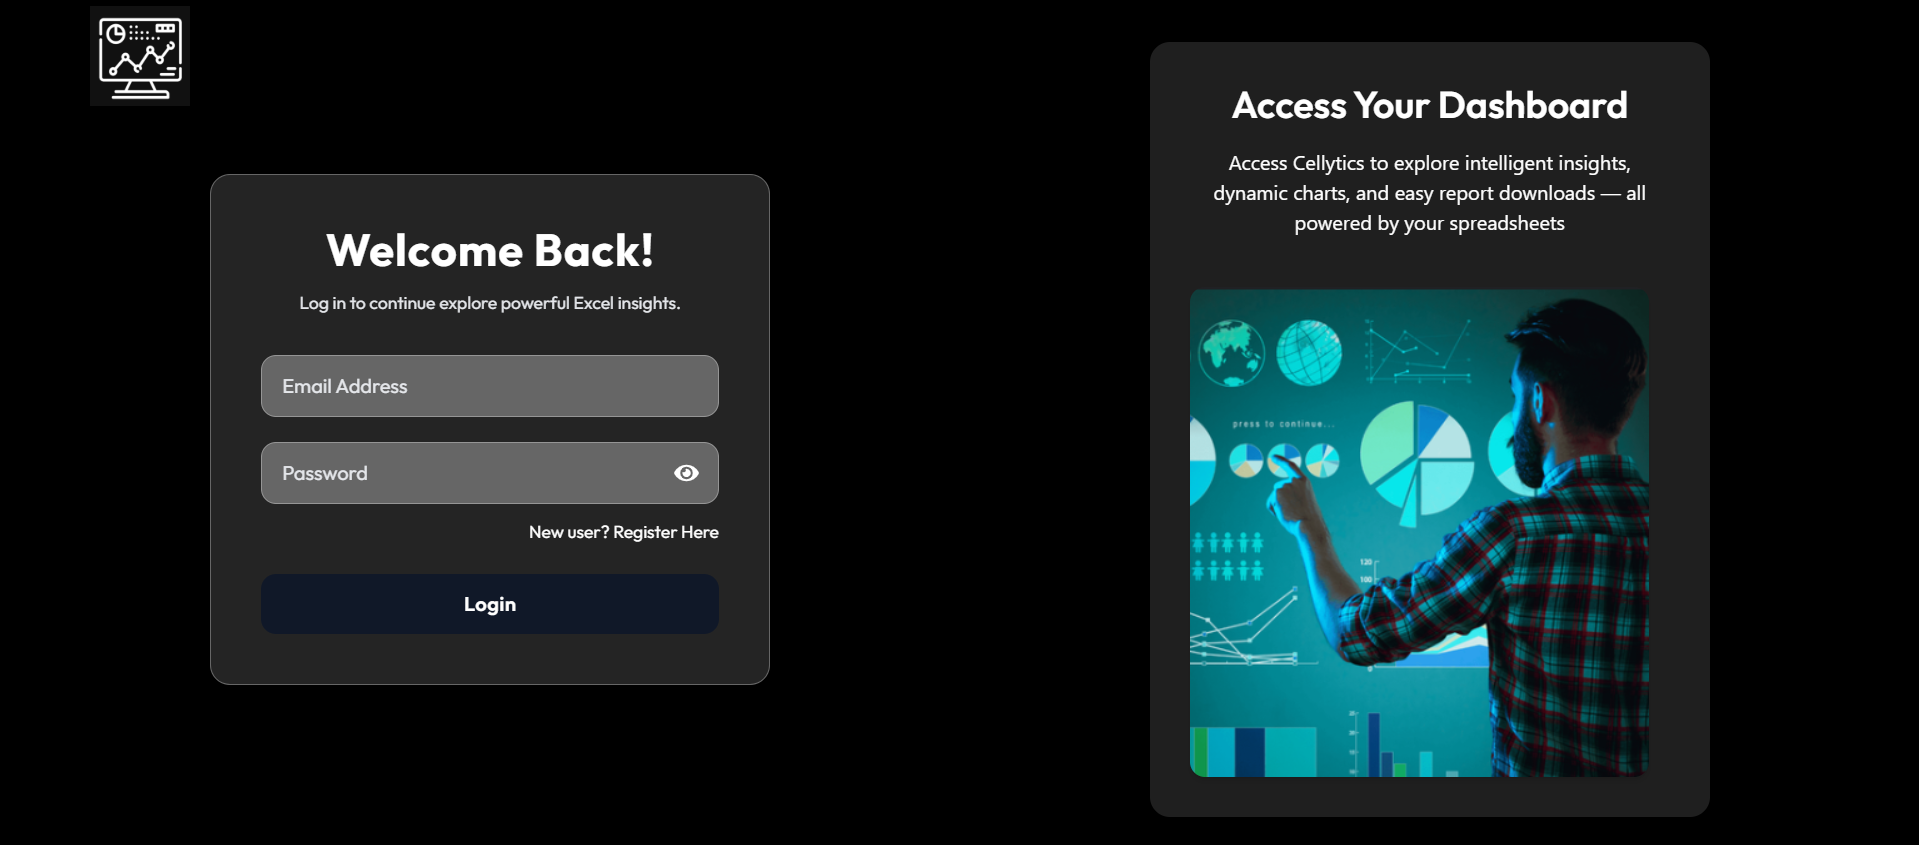 Welcome Back!
Log in to continue explore powerful Excel insights.
Email Address
Password
New user? Register Here
Login
Access Your Dashboard
Access Cellytics to explore intelligent insights,
dynamic charts, and easy report downloads — all
powered by your spreadsheets
press to continue...
120
100
0